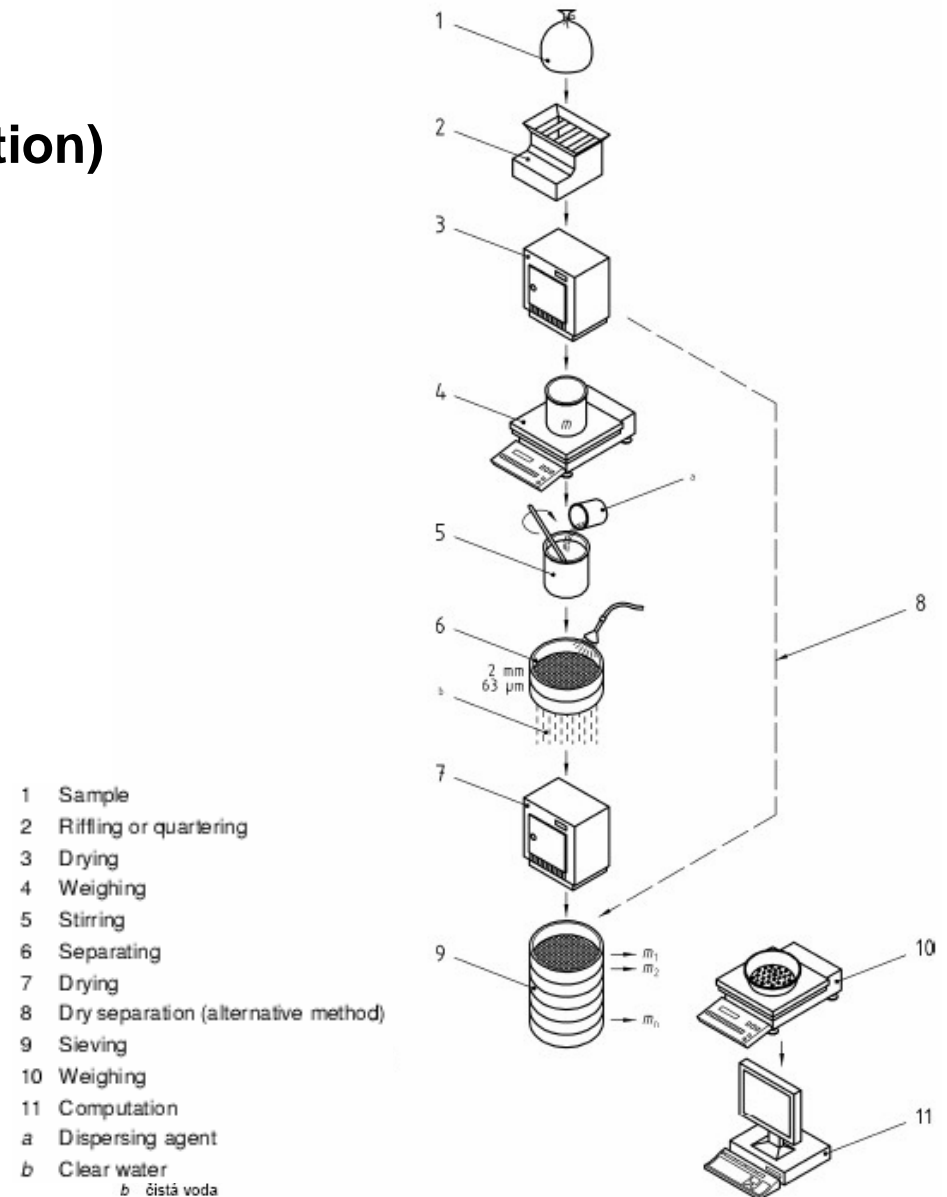 tion)
1
2
3
4
m
a
5
8
6
2 mm
63 µm
b
7
9
m1
m2
mn
10
11
1 Sample
2 Riffling or quartering
3 Drying
4 Weighing
5 Stirring
6 Separating
7 Drying
8 Dry separation (alternative method)
9 Sieving
10 Weighing
11 Computation
a Dispersing agent
b Clear water
b čistá voda